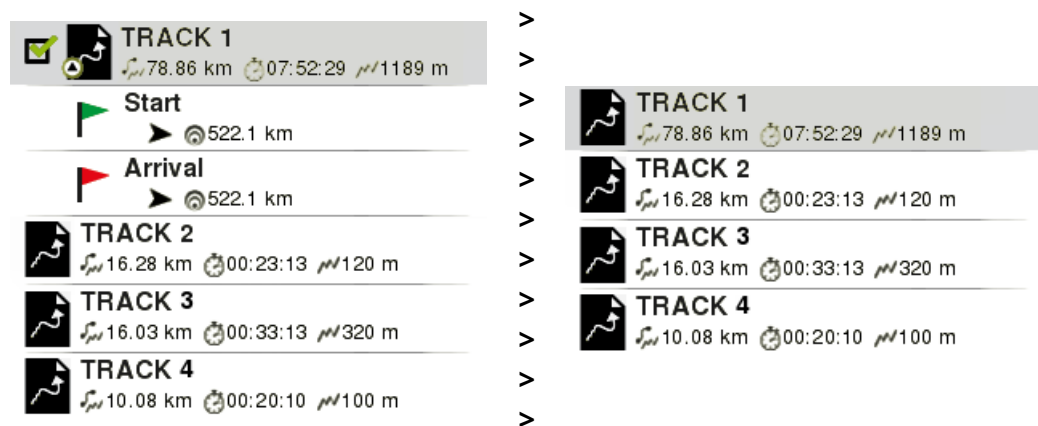 TRACK 1
78.86 km 07:52:29 1189 m
Start
522.1 km
Arrival
522.1 km
TRACK 2
16.28 km 00:23:13 120 m
TRACK 3
16.03 km 00:33:13 320 m
TRACK 4
10.08 km 00:20:10 100 m
>
>
>
>
>
>
>
>
>
>
>
TRACK 1
78.86 km 07:52:29 1189 m
TRACK 2
16.28 km 00:23:13 120 m
TRACK 3
16.03 km 00:33:13 320 m
TRACK 4
10.08 km 00:20:10 100 m